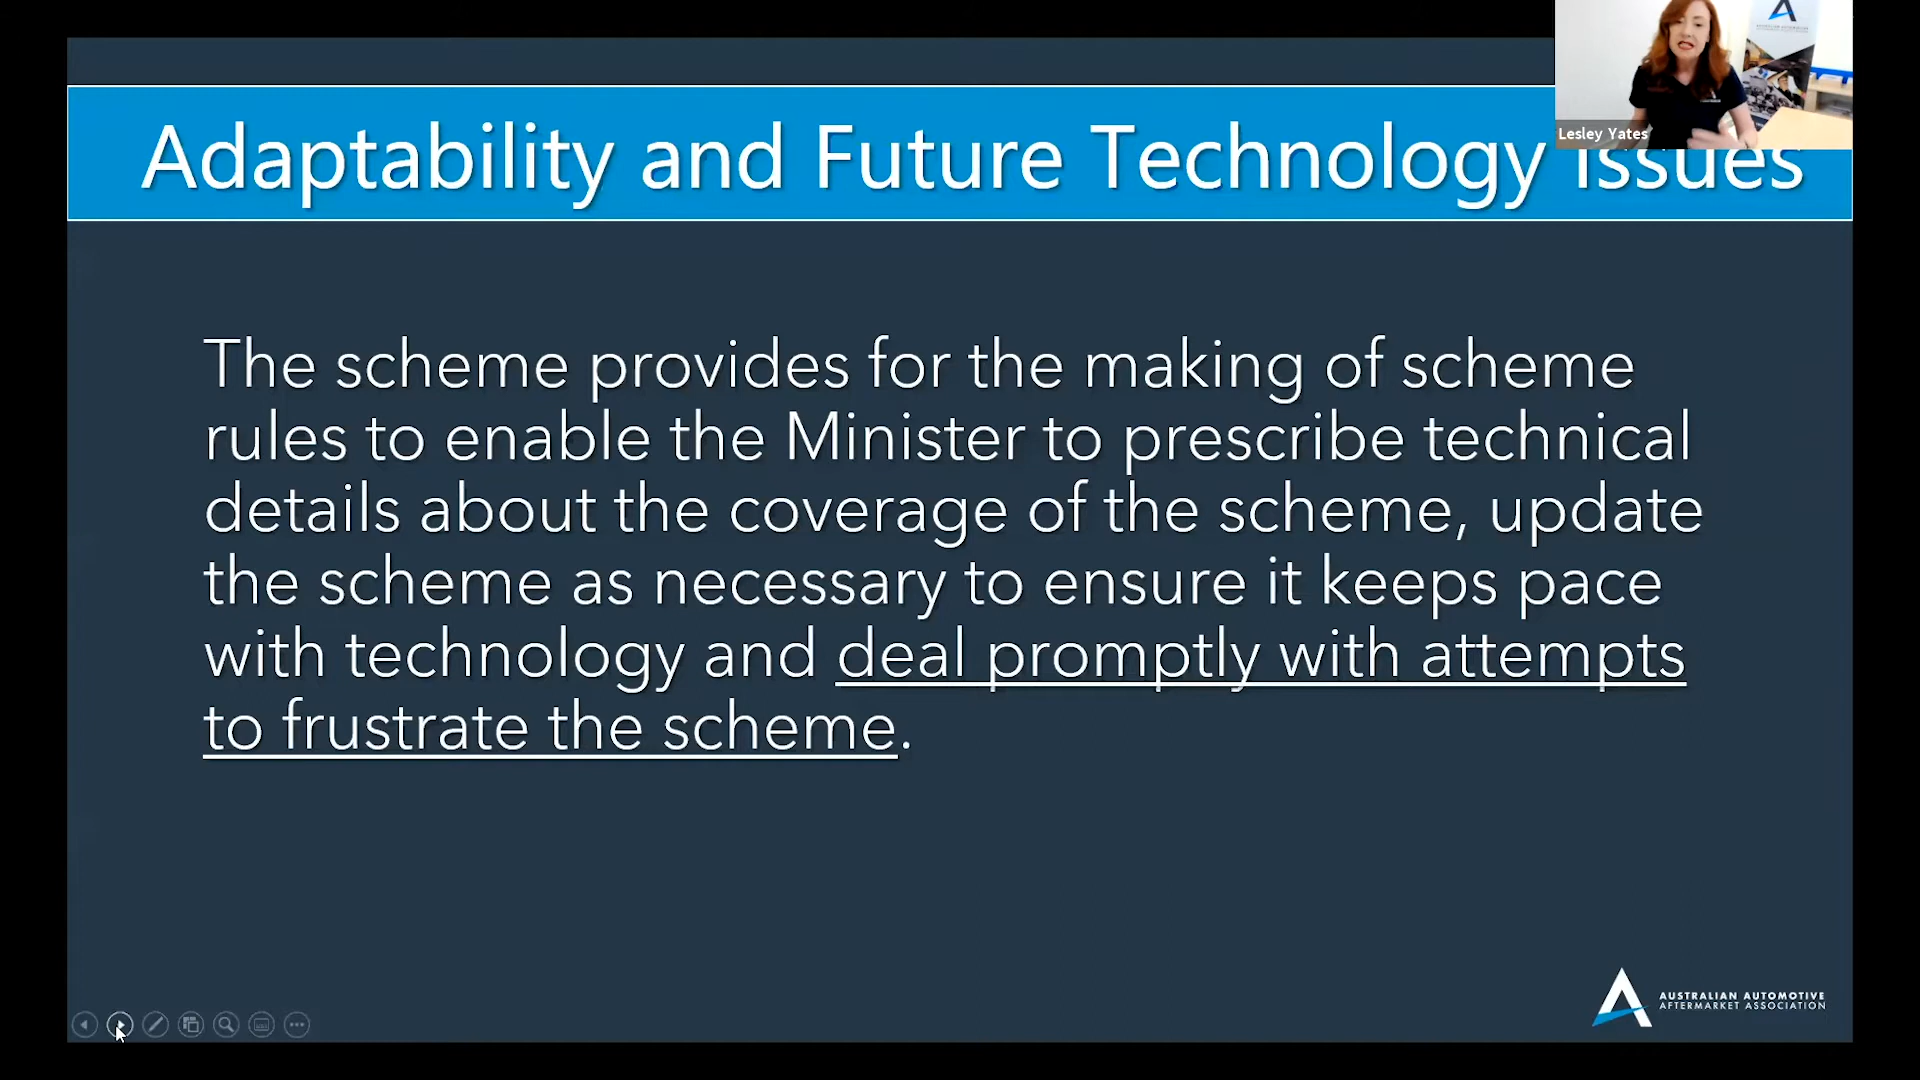 Adaptability and Future Technology Issues
Lesley Yates
The scheme provides for the making of scheme
rules to enable the Minister to prescribe technical
details about the coverage of the scheme, update
the scheme as necessary to ensure it keeps pace
with technology and deal promptly with attempts
to frustrate the scheme.
AUSTRALIAN AUTOMOTIVE
AFTERMARKET ASSOCIATION